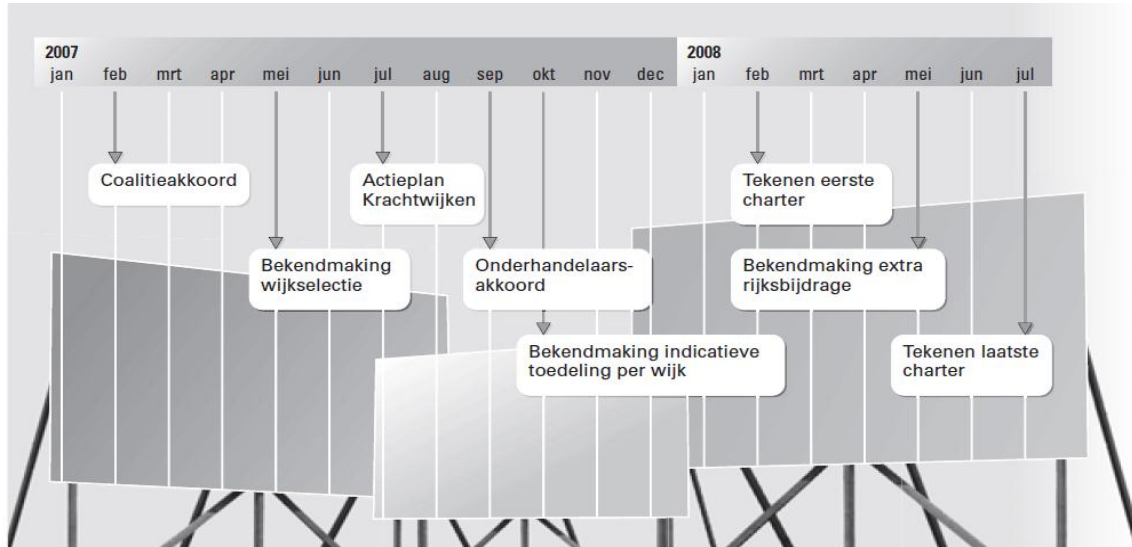 2007
2008
jan feb mrt apr mei jun jul aug sep okt nov dec jan feb mrt apr mei jun jul
Coalitieakkoord
Actieplan
Krachtwijken
Tekenen eerste
charter
Bekendmaking
wijkselectie
Onderhandelaars-
akkoord
Bekendmaking extra
rijksbijdrage
Bekendmaking indicatieve
toedeling per wijk
Tekenen laatste
charter